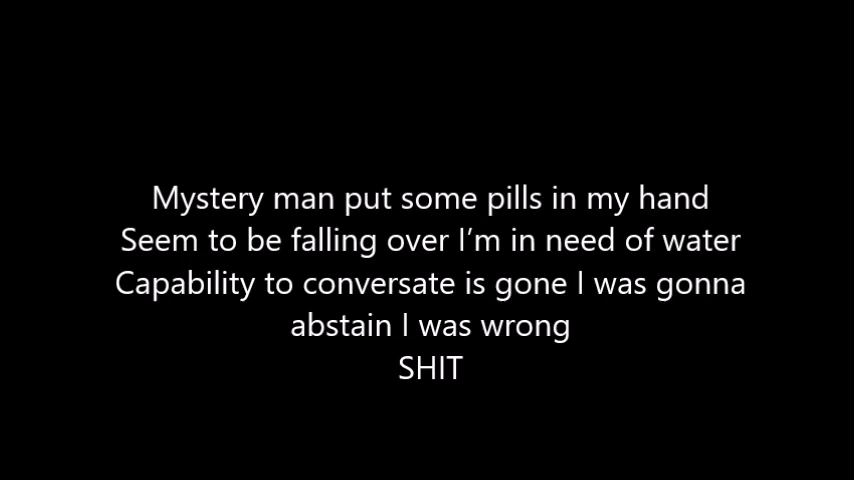 Mystery man put some pills in my hand
Seem to be falling over I’m in need of water
Capability to conversate is gone I was gonna
abstain I was wrong
SHIT